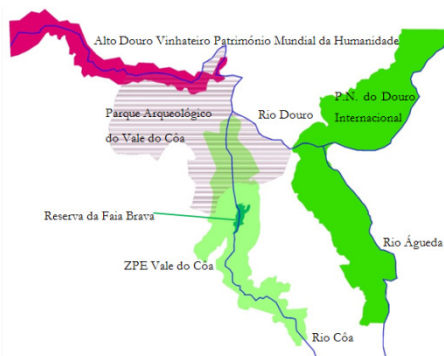 Alto Douro Vinhateiro Património Mundial da Humanidade
P.N. do Douro
Internacional
Parque Arqueológico
do Vale do Côa
Rio Douro
Reserva da Faia Brava
Rio Águeda
ZPE Vale do Côa
Rio Côa